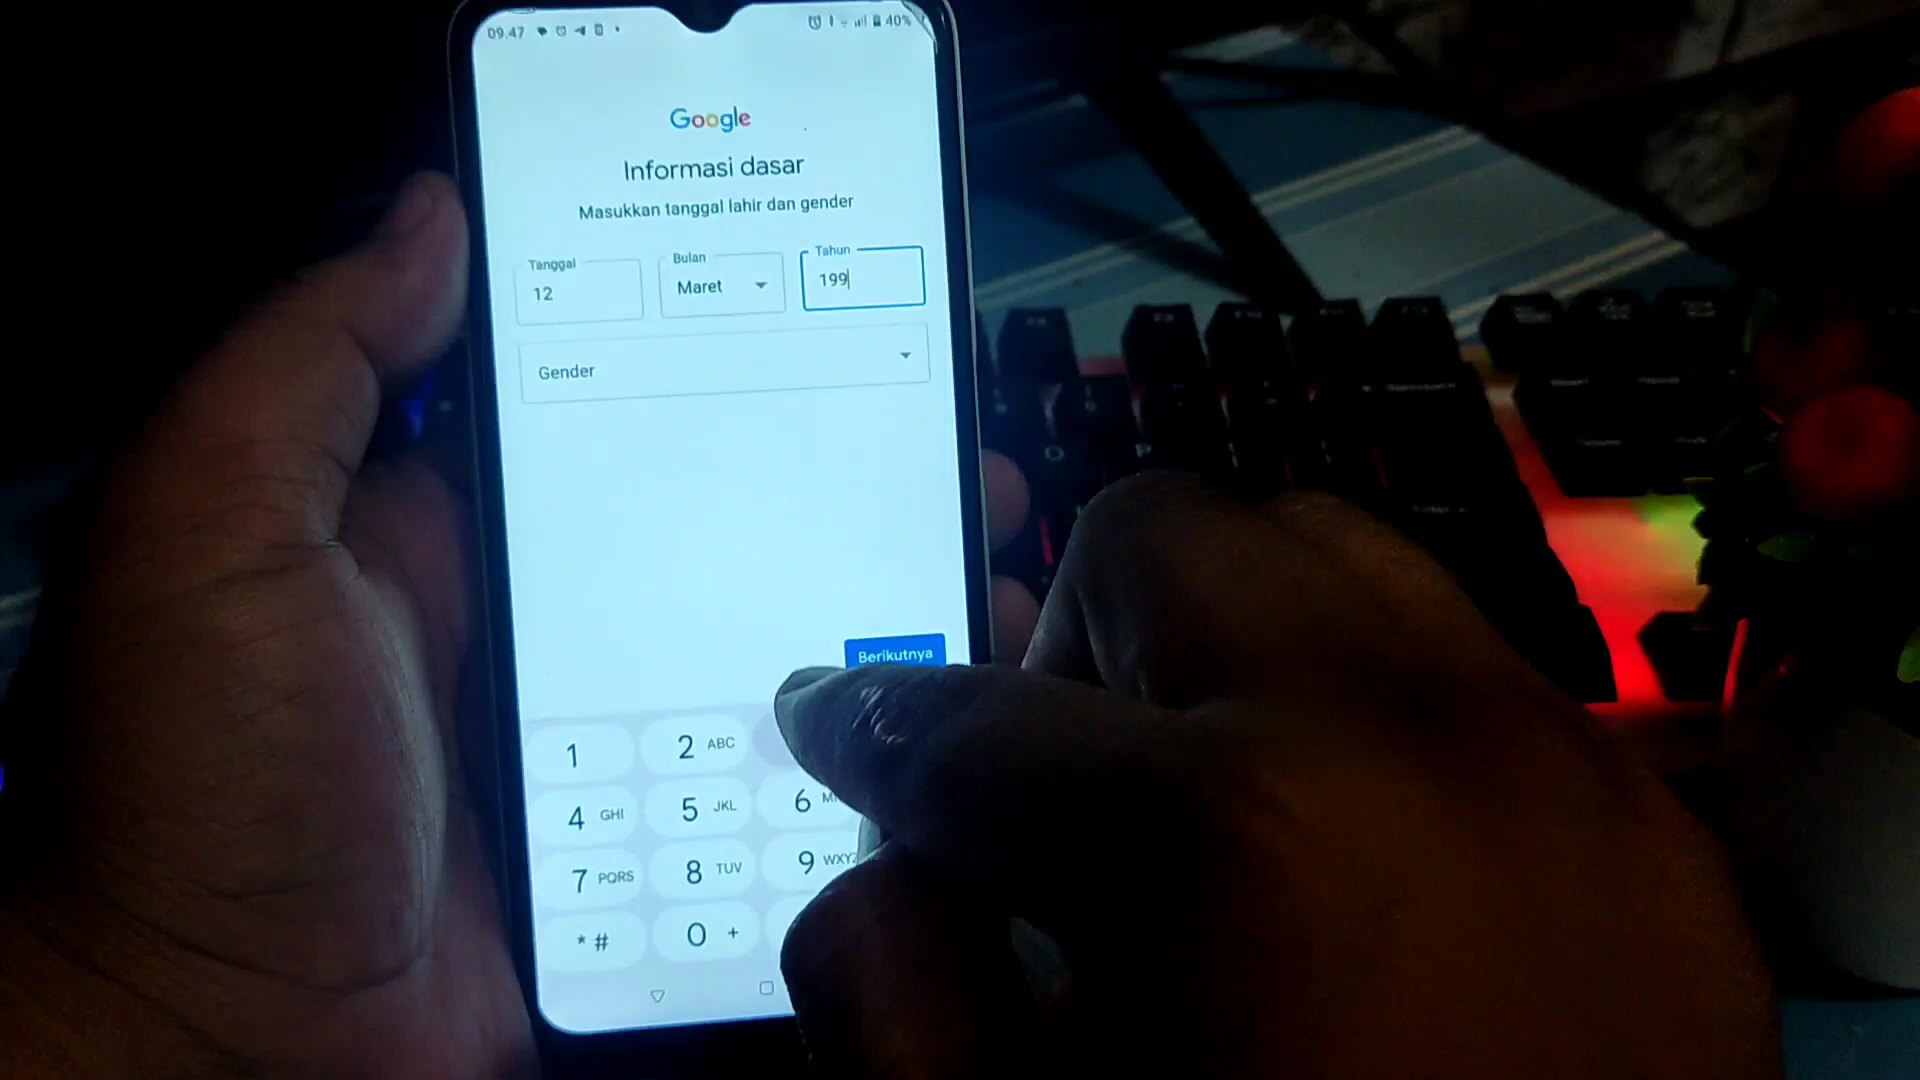 09.47 40%
Google
Informasi dasar
Masukkan tanggal lahir dan gender
Tanggal Bulan Tahun
12 Maret 199
Gender
Berikutnya
1 2 ABC
4 GHI 5 JKL 6
7 PQRS 8 TUV 9 WXYZ
* # 0 +
O P